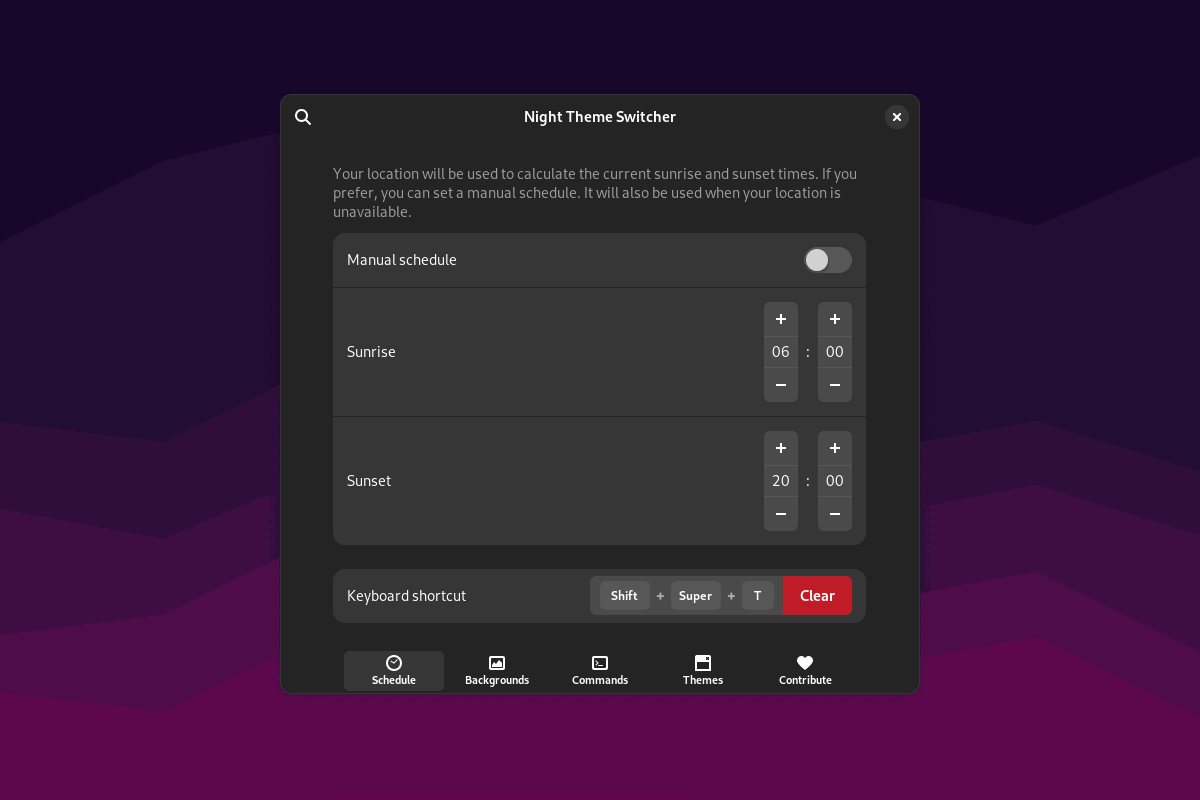 Night Theme Switcher
Your location will be used to calculate the current sunrise and sunset times. If you
prefer, you can set a manual schedule. It will also be used when your location is
unavailable.
Manual schedule
+ +
Sunrise 06 : 00
− −
+ +
Sunset 20 : 00
− −
Keyboard shortcut Shift + Super + T Clear
Schedule Backgrounds Commands Themes Contribute